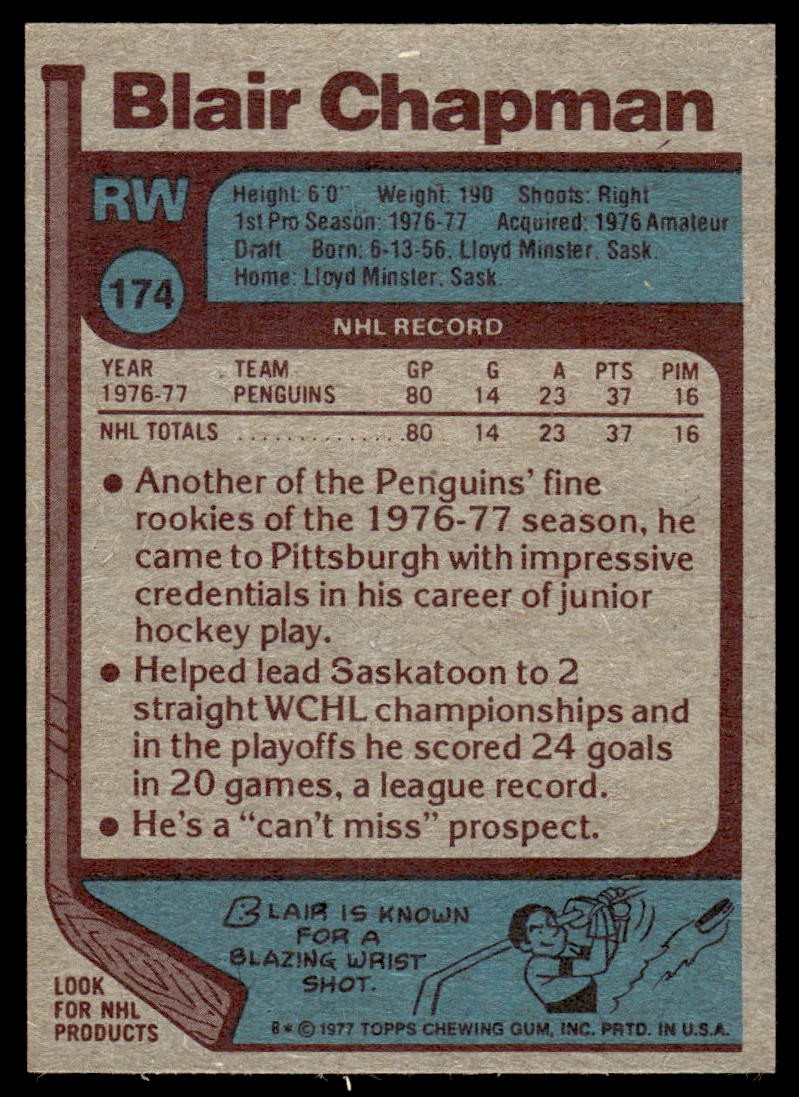 Blair Chapman
RW
Height: 6'0" Weight: 190 Shoots: Right
1st Pro Season: 1976-77 Acquired: 1976 Amateur
Draft Born: 6-13-56, Lloyd Minster, Sask.
Home: Lloyd Minster, Sask.
174
NHL RECORD
YEAR TEAM GP G A PTS PIM
1976-77 PENGUINS 80 14 23 37 16
NHL TOTALS ..............80 14 23 37 16
• Another of the Penguins' fine
rookies of the 1976-77 season, he
came to Pittsburgh with impressive
credentials in his career of junior
hockey play.
• Helped lead Saskatoon to 2
straight WCHL championships and
in the playoffs he scored 24 goals
in 20 games, a league record.
• He's a "can't miss" prospect.
BLAIR IS KNOWN
FOR A
BLAZING WRIST
SHOT.
LOOK
FOR NHL
PRODUCTS
B* © 1977 TOPPS CHEWING GUM, INC. PRTD. IN U.S.A.